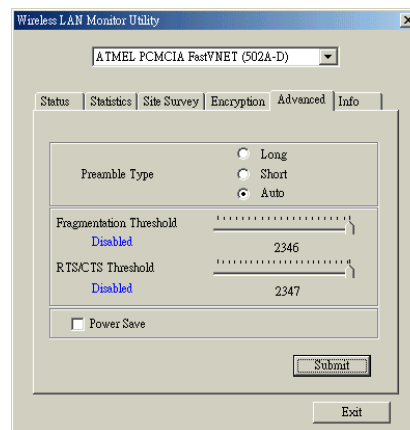 Wireless LAN Monitor Utility
ATMEL PCMCIA FastVNET (502A-D)
Status Statistics Site Survey Encryption Advanced Info
Long
Preamble Type
Short
Auto
Fragmentation Threshold
Disabled
2346
RTS/CTS Threshold
Disabled
2347
Power Save
Submit
Exit